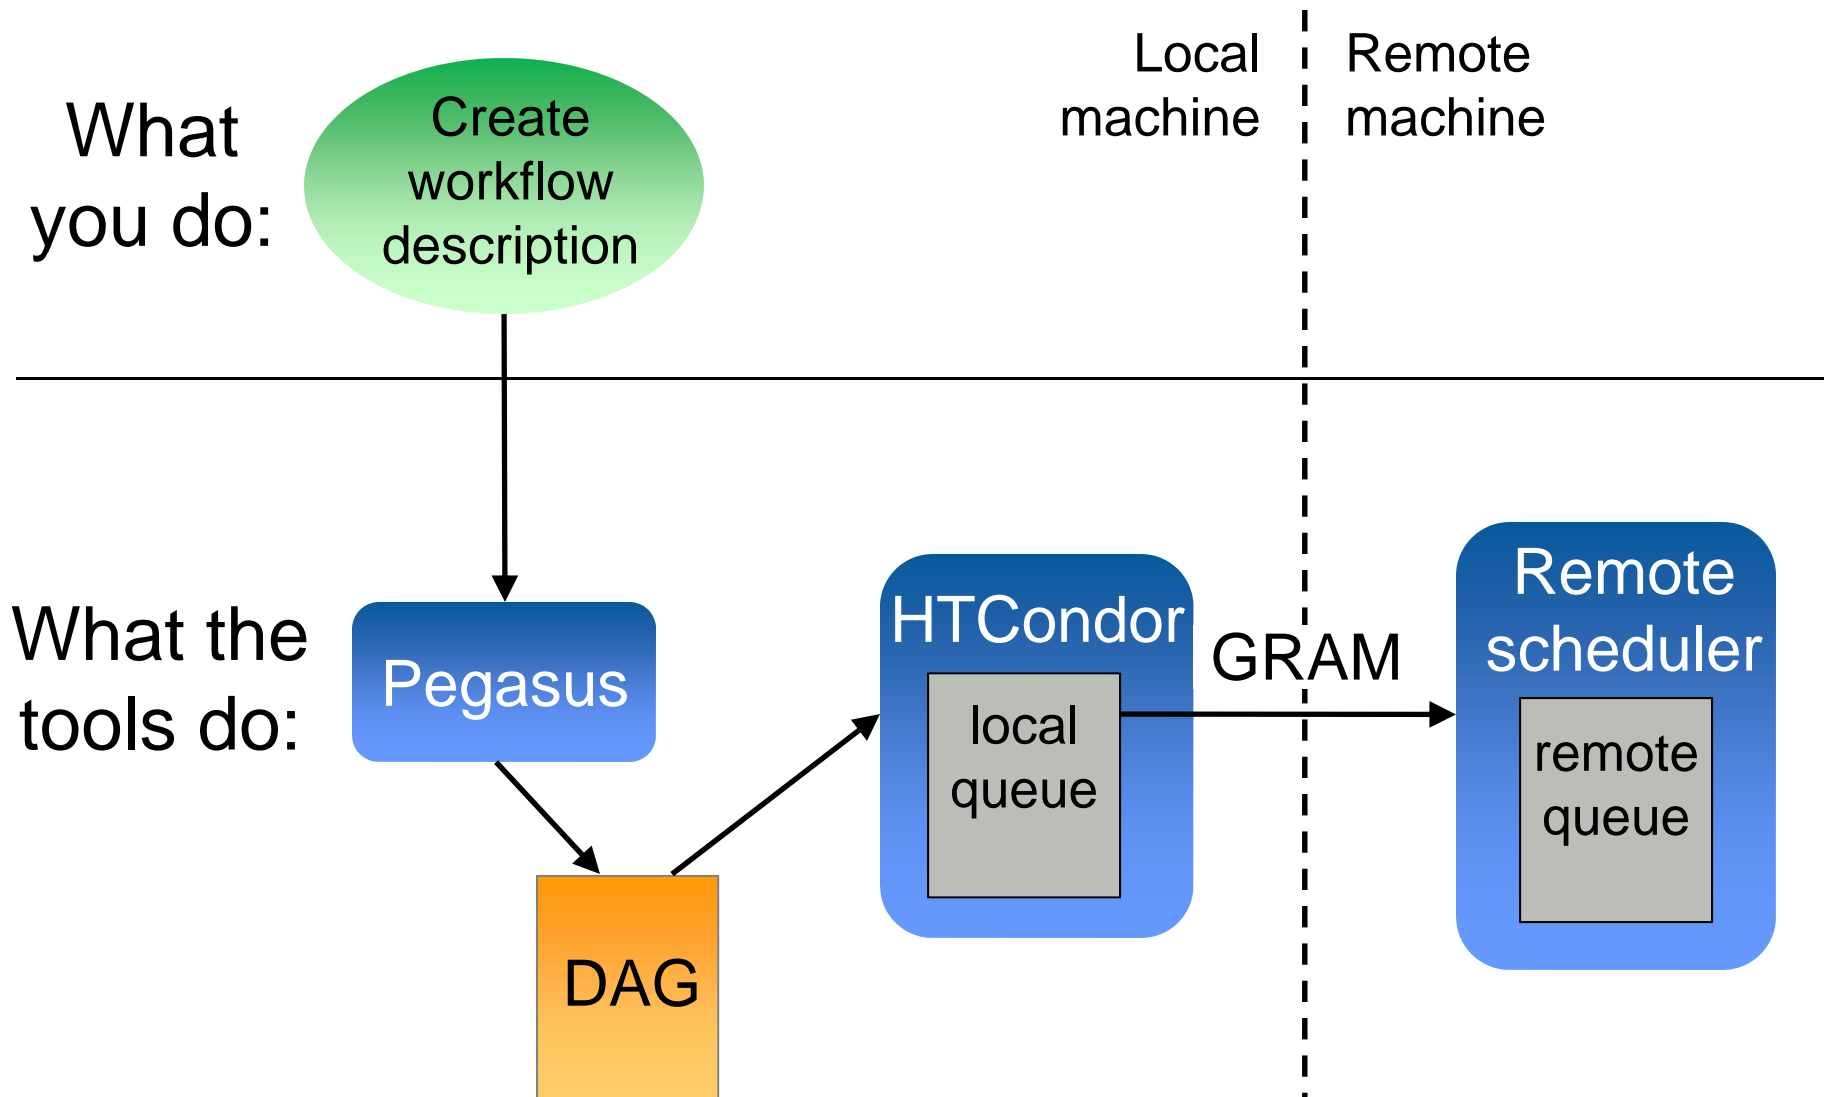 What
you do:
Create
workflow
description
Local
machine
Remote
machine
What the
tools do:
Pegasus
DAG
HTCondor
local
queue
GRAM
Remote
scheduler
remote
queue